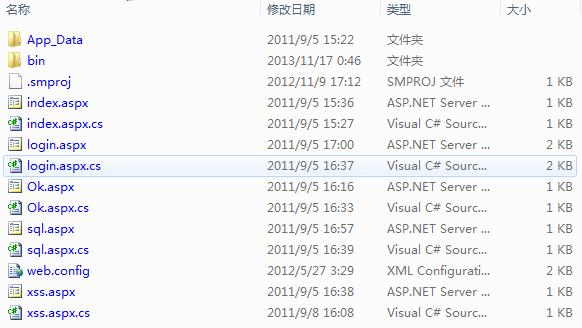 名称 修改日期 类型 大小
App_Data 2011/9/5 15:22 文件夹
bin 2013/11/17 0:46 文件夹
.smproj 2012/11/9 17:12 SMPROJ 文件 1 KB
index.aspx 2011/9/5 15:36 ASP.NET Server ... 1 KB
index.aspx.cs 2011/9/5 15:27 Visual C# Sourc... 1 KB
login.aspx 2011/9/5 17:00 ASP.NET Server ... 2 KB
login.aspx.cs 2011/9/5 16:37 Visual C# Sourc... 2 KB
Ok.aspx 2011/9/5 16:16 ASP.NET Server ... 1 KB
Ok.aspx.cs 2011/9/5 16:33 Visual C# Sourc... 1 KB
sql.aspx 2011/9/5 16:57 ASP.NET Server ... 1 KB
sql.aspx.cs 2011/9/5 16:39 Visual C# Sourc... 1 KB
web.config 2012/5/27 3:29 XML Configurati... 2 KB
xss.aspx 2011/9/5 16:38 ASP.NET Server ... 1 KB
xss.aspx.cs 2011/9/8 16:08 Visual C# Sourc... 1 KB